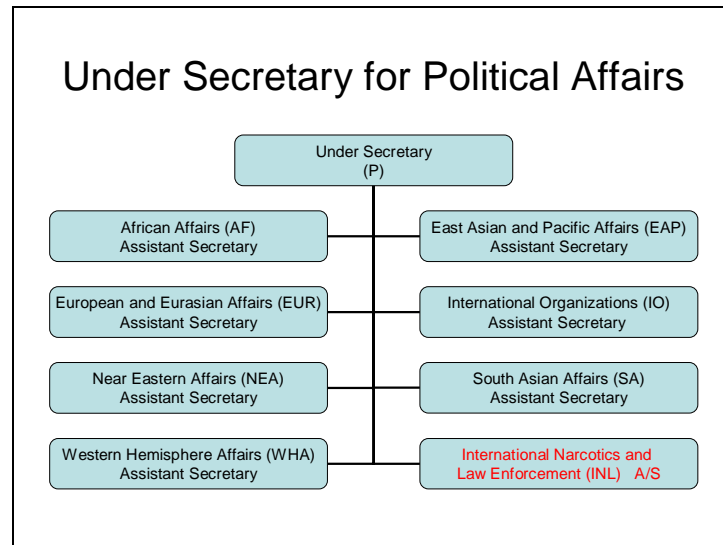 Under Secretary for Political Affairs
Under Secretary
(P)
African Affairs (AF)
Assistant Secretary
East Asian and Pacific Affairs (EAP)
Assistant Secretary
European and Eurasian Affairs (EUR)
Assistant Secretary
International Organizations (IO)
Assistant Secretary
Near Eastern Affairs (NEA)
Assistant Secretary
South Asian Affairs (SA)
Assistant Secretary
Western Hemisphere Affairs (WHA)
Assistant Secretary
International Narcotics and
Law Enforcement (INL) A/S